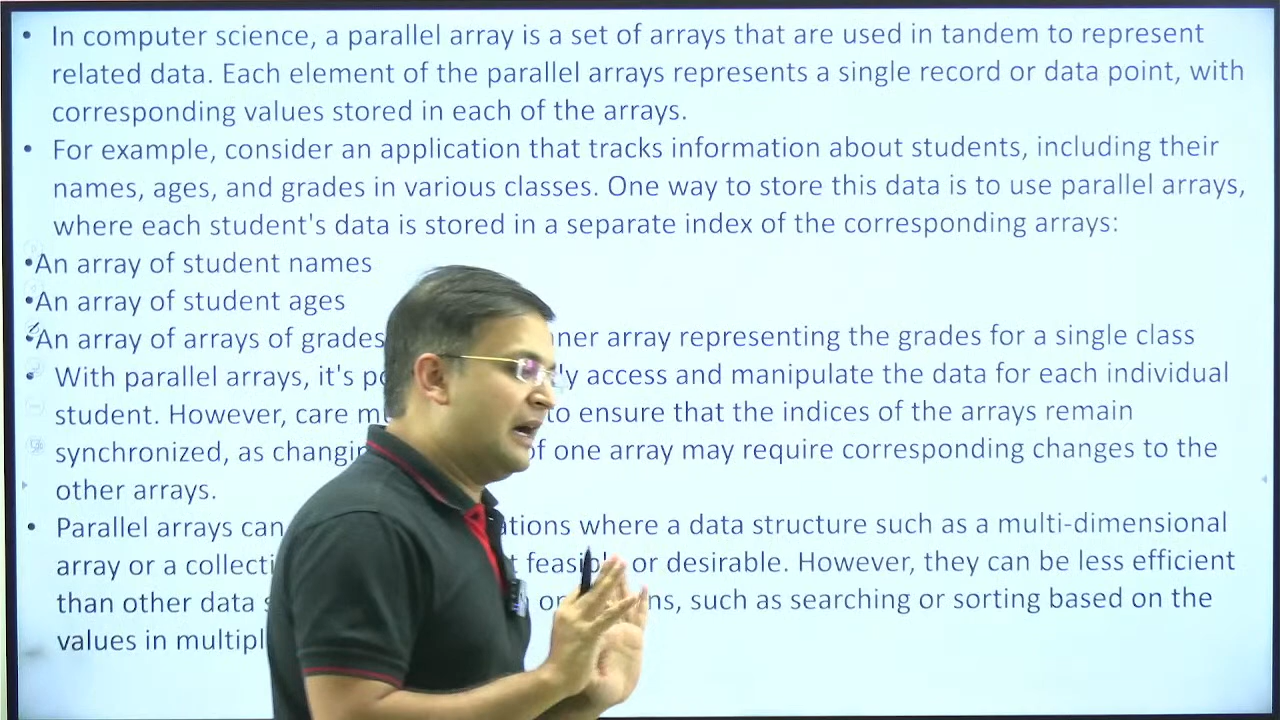 • In computer science, a parallel array is a set of arrays that are used in tandem to represent
related data. Each element of the parallel arrays represents a single record or data point, with
corresponding values stored in each of the arrays.
• For example, consider an application that tracks information about students, including their
names, ages, and grades in various classes. One way to store this data is to use parallel arrays,
where each student's data is stored in a separate index of the corresponding arrays:
•An array of student names
•An array of student ages
•An array of arrays of grades ner array representing the grades for a single class
• With parallel arrays, it's y access and manipulate the data for each individual
student. However, care to ensure that the indices of the arrays remain
synchronized, as of one array may require corresponding changes to the
other arrays.
• Parallel arrays can where a data structure such as a multi-dimensional
array or a feasible or desirable. However, they can be less efficient
than other data such as searching or sorting based on the
values in